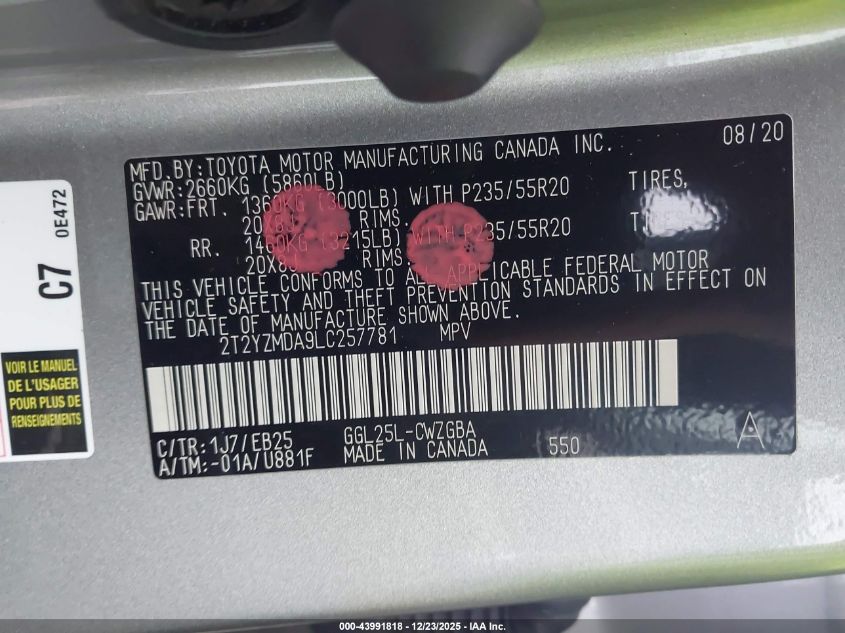 MFD.BY:TOYOTA MOTOR MANUFACTURING CANADA INC. 08/20
GVWR:2660KG (5860LB)
GAWR:FRT. 1360KG (3000LB) WITH P235/55R20 TIRES,
20X8J RIMS.
RR. 1460KG (3215LB) WITH P235/55R20
20X8J RIMS.
THIS VEHICLE CONFORMS TO ALL APPLICABLE FEDERAL MOTOR
VEHICLE SAFETY AND THEFT PREVENTION STANDARDS IN EFFECT ON
THE DATE OF MANUFACTURE SHOWN ABOVE.
2T2YZMDA9LC257781 MPV
C/TR:1J7/EB25 GGL25L-CWZGBA
A/TM:-01A/U881F MADE IN CANADA 550
A
C7 0E472
VOIR LE MANUEL
DE L'USAGER
POUR PLUS DE
RENSEIGNEMENTS
000-43991818 - 12/23/2025 - IAA Inc.